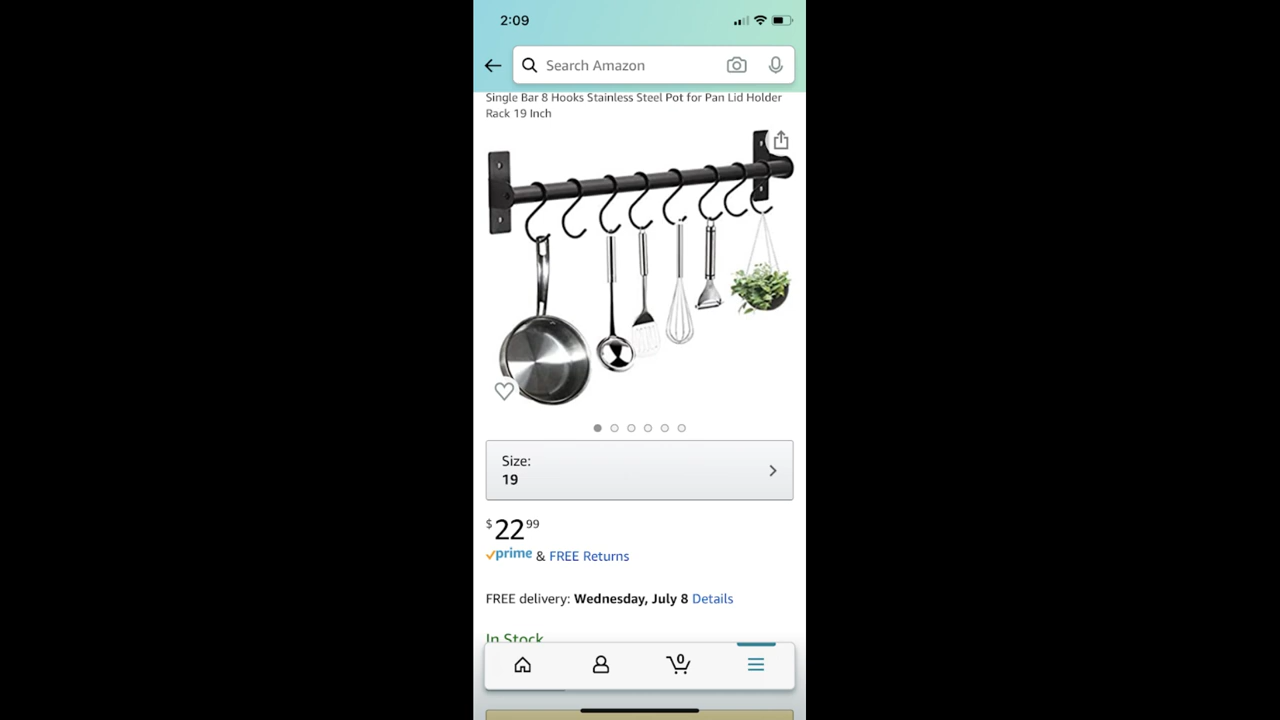 2:09
Search Amazon
Single Bar 8 Hooks Stainless Steel Pot for Pan Lid Holder
Rack 19 Inch
Size:
19
$22 99
prime & FREE Returns
FREE delivery: Wednesday, July 8 Details
In Stock
0